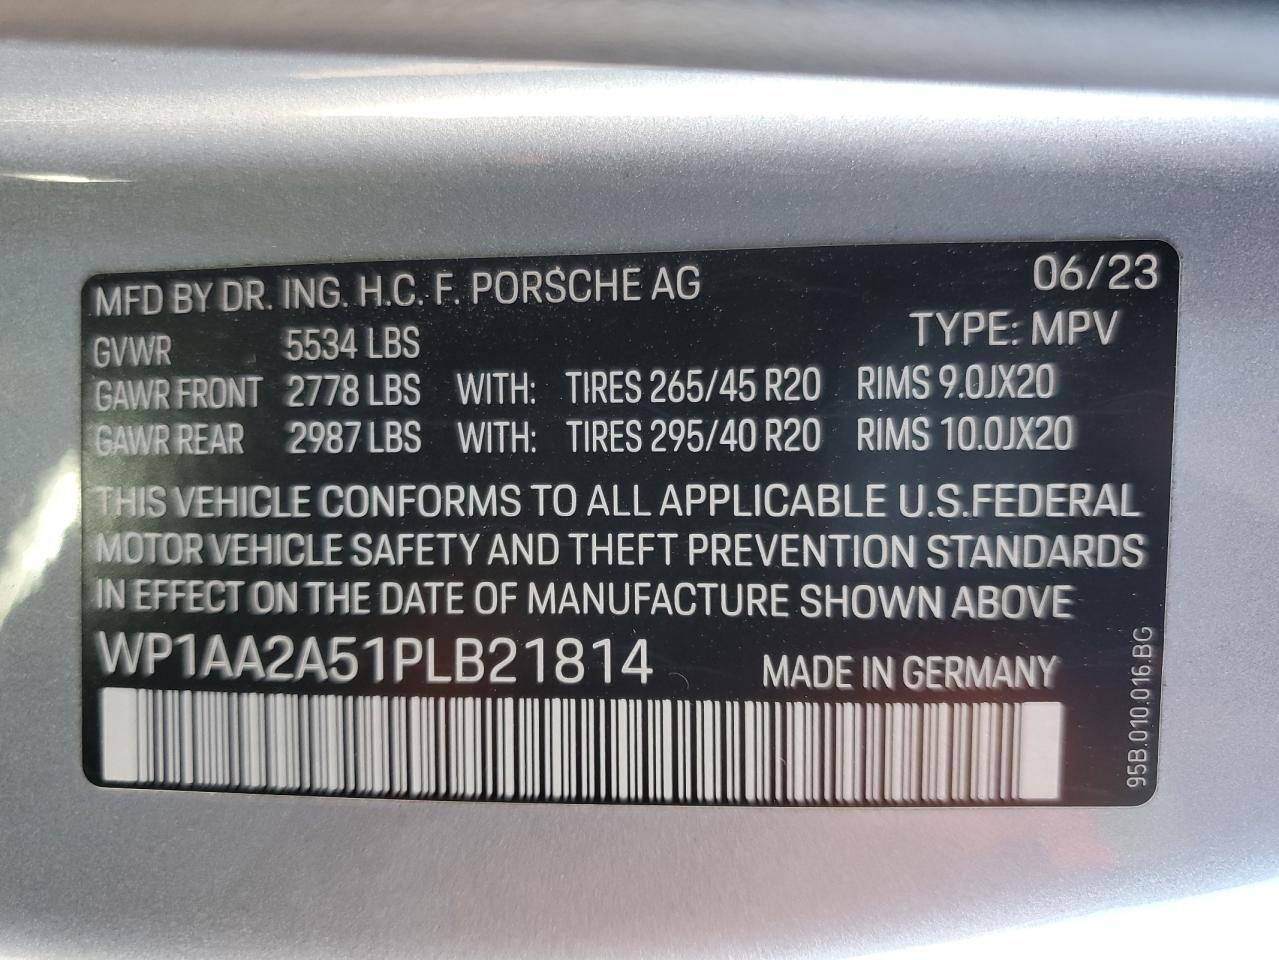 MFD BY DR. ING. H.C. F. PORSCHE AG 06/23
GVWR 5534 LBS TYPE: MPV
GAWR FRONT 2778 LBS WITH: TIRES 265/45 R20 RIMS 9.0JX20
GAWR REAR 2987 LBS WITH: TIRES 295/40 R20 RIMS 10.0JX20
THIS VEHICLE CONFORMS TO ALL APPLICABLE U.S.FEDERAL
MOTOR VEHICLE SAFETY AND THEFT PREVENTION STANDARDS
IN EFFECT ON THE DATE OF MANUFACTURE SHOWN ABOVE
WP1AA2A51PLB21814 MADE IN GERMANY
95B.010.016.BG